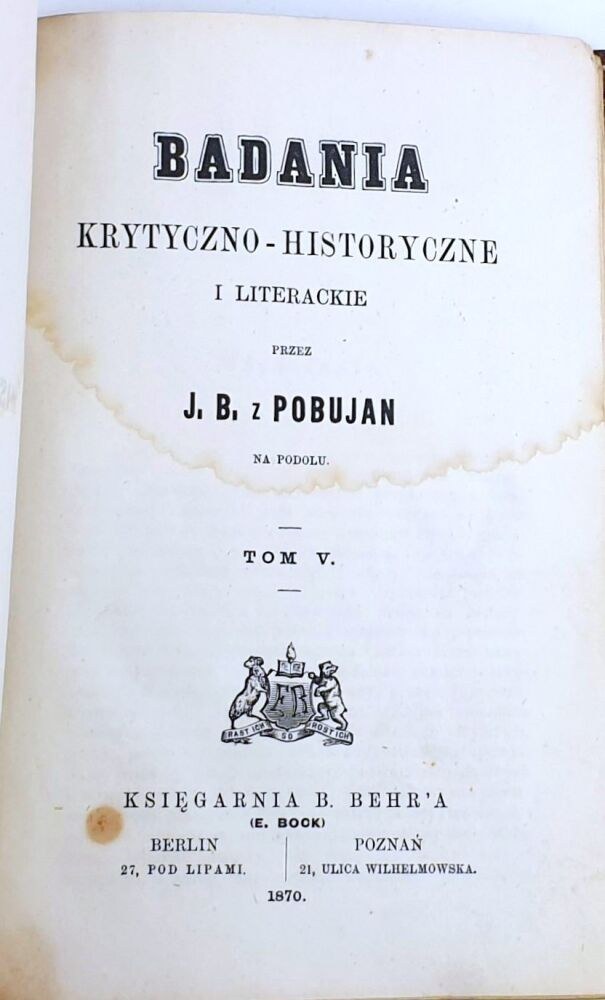 BADANIA
KRYTYCZNO-HISTORYCZNE
I LITERACKIE
PRZEZ
J. B. z POBUJAN
NA PODOLU.
TOM V.
EB
RAST ICH SO ROST ICH
KSIĘGARNIA B. BEHR'A
(E. BOCK)
BERLIN
27, POD LIPAMI.
POZNAŃ
21, ULICA WILHELMOWSKA.
1870.